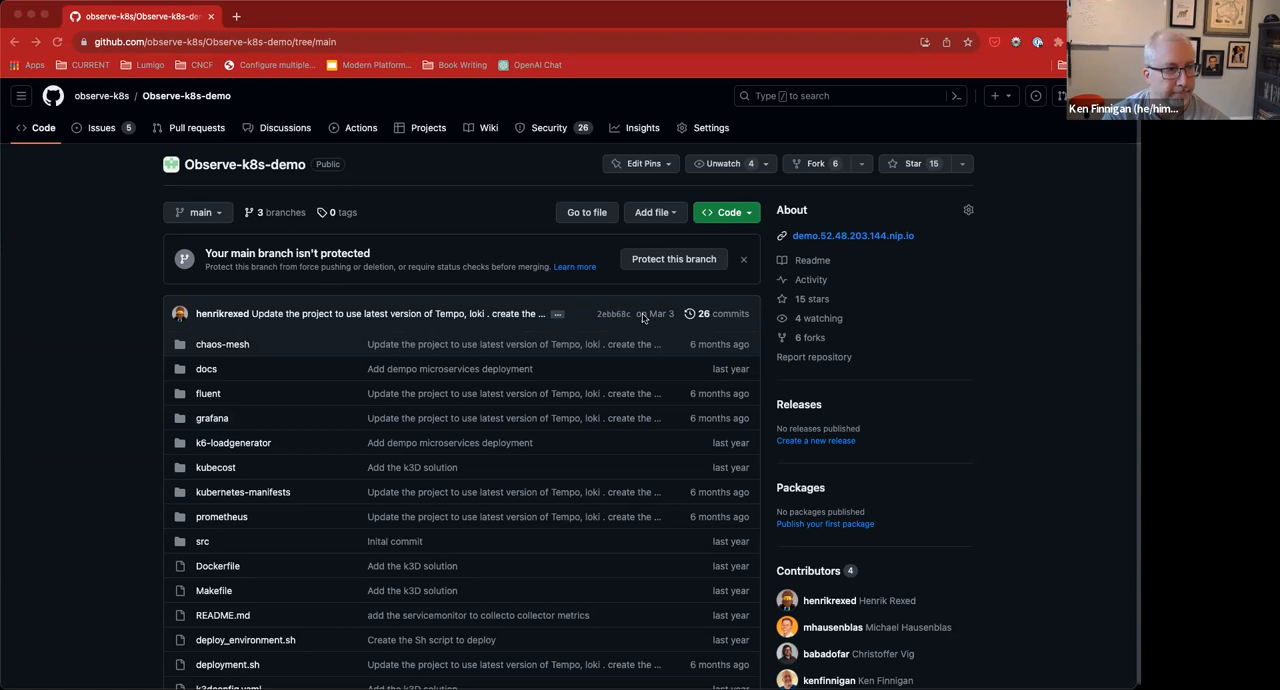 observe-k8s/Observe-k8s-de
github.com/observe-k8s/Observe-k8s-demo/tree/main
Apps CURRENT Lumigo CNCF Configure multiple... Modern Platform... Book Writing OpenAI Chat
Ken Finnigan (he/him...
observe-k8s / Observe-k8s-demo Type / to search
Code Issues 5 Pull requests Discussions Actions Projects Wiki Security 26 Insights Settings
Observe-k8s-demo Public Edit Pins Unwatch 4 Fork 6 Star 15
main 3 branches 0 tags Go to file Add file Code
Your main branch isn't protected
Protect this branch from force pushing or deletion, or require status checks before merging. Learn more
Protect this branch
henrikrexed Update the project to use latest version of Tempo, loki . create the ... ... 2ebb68c on Mar 3 26 commits
chaos-mesh Update the project to use latest version of Tempo, loki . create the ... 6 months ago
docs Add dempo microservices deployment last year
fluent Update the project to use latest version of Tempo, loki . create the ... 6 months ago
grafana Update the project to use latest version of Tempo, loki . create the ... 6 months ago
k6-loadgenerator Add dempo microservices deployment last year
kubecost Add the k3D solution last year
kubernetes-manifests Update the project to use latest version of Tempo, loki . create the ... 6 months ago
prometheus Update the project to use latest version of Tempo, loki . create the ... 6 months ago
src Inital commit last year
Dockerfile Add the k3D solution last year
Makefile Add the k3D solution last year
README.md add the servicemonitor to collecto collector metrics last year
deploy_environment.sh Create the Sh script to deploy last year
deployment.sh Update the project to use latest version of Tempo, loki . create the ... 6 months ago
k3dconfig.yaml Add the k3D solution last year
About
demo.52.48.203.144.nip.io
Readme
Activity
15 stars
4 watching
6 forks
Report repository
Releases
No releases published
Create a new release
Packages
No packages published
Publish your first package
Contributors 4
henrikrexed Henrik Rexed
mhausenblas Michael Hausenblas
babadofar Christoffer Vig
kenfinnigan Ken Finnigan